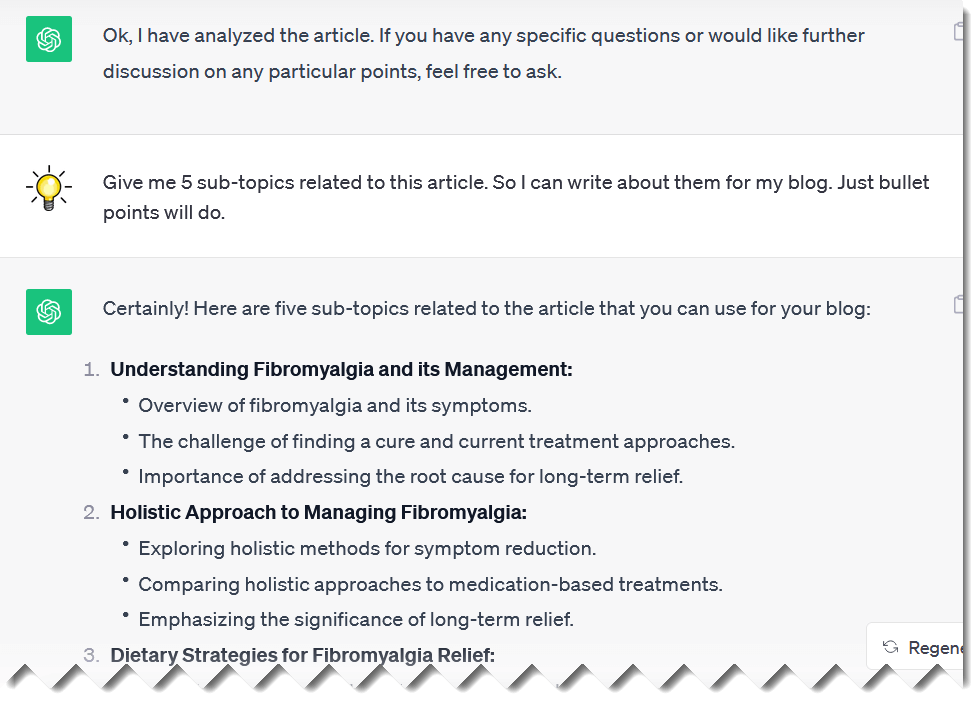 Ok, I have analyzed the article. If you have any specific questions or would like further
discussion on any particular points, feel free to ask.
Give me 5 sub-topics related to this article. So I can write about them for my blog. Just bullet
points will do.
Certainly! Here are five sub-topics related to the article that you can use for your blog:
1. Understanding Fibromyalgia and its Management:
• Overview of fibromyalgia and its symptoms.
• The challenge of finding a cure and current treatment approaches.
• Importance of addressing the root cause for long-term relief.
2. Holistic Approach to Managing Fibromyalgia:
• Exploring holistic methods for symptom reduction.
• Comparing holistic approaches to medication-based treatments.
• Emphasizing the significance of long-term relief.
Regene
3. Dietary Strategies for Fibromyalgia Relief: